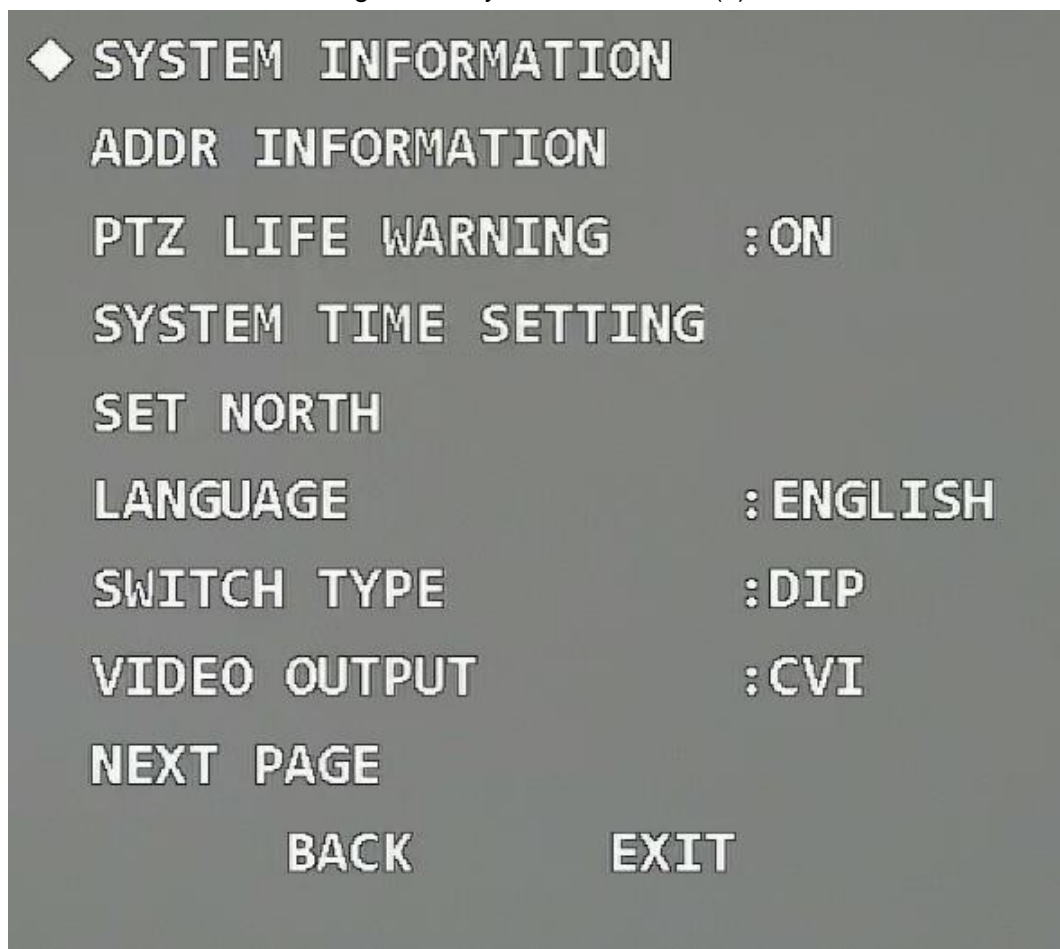 SYSTEM INFORMATION
ADDR INFORMATION
PTZ LIFE WARNING :ON
SYSTEM TIME SETTING
SET NORTH
LANGUAGE :ENGLISH
SWITCH TYPE :DIP
VIDEO OUTPUT :CVI
NEXT PAGE
BACK EXIT